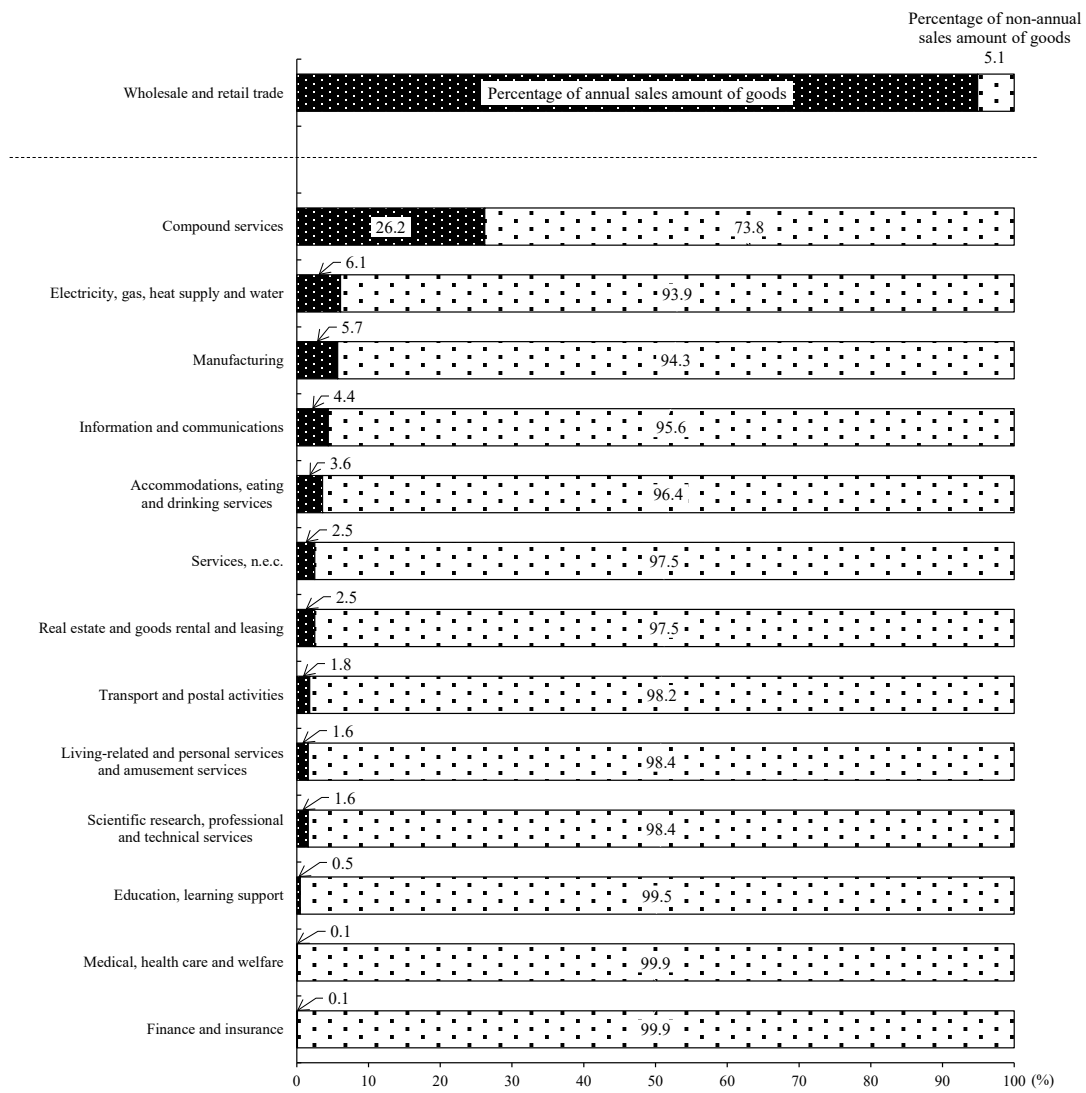 Percentage of non-annual
sales amount of goods
5.1
Wholesale and retail trade
Percentage of annual sales amount of goods
Compound services
26.2
73.8
6.1
Electricity, gas, heat supply and water
93.9
5.7
Manufacturing
94.3
4.4
Information and communications
95.6
3.6
Accommodations, eating
and drinking services
96.4
2.5
Services, n.e.c.
97.5
2.5
Real estate and goods rental and leasing
97.5
1.8
Transport and postal activities
98.2
1.6
Living-related and personal services
and amusement services
98.4
1.6
Scientific research, professional
and technical services
98.4
0.5
Education, learning support
99.5
0.1
Medical, health care and welfare
99.9
0.1
Finance and insurance
99.9
0 10 20 30 40 50 60 70 80 90 100 (%)